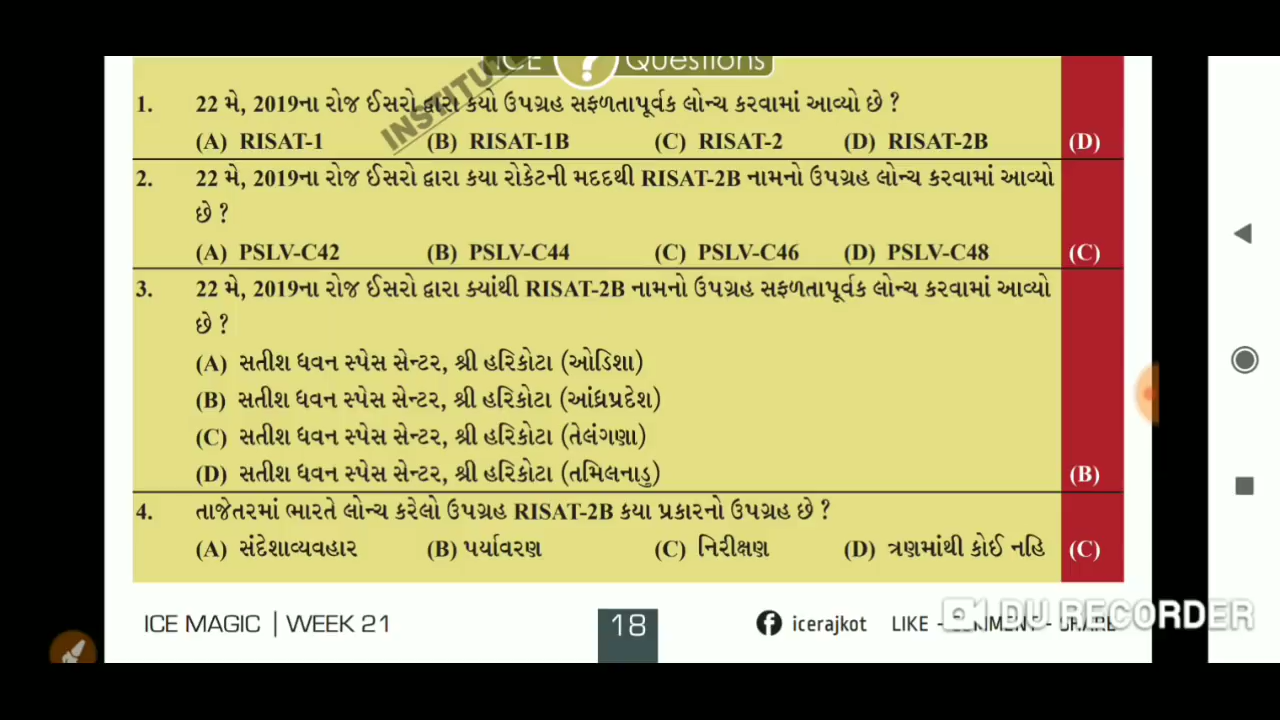 ICE ? Questions
INSTITUTE
1. 22 મે, 2019ના રોજ ઈસરો દ્વારા કયો ઉપગ્રહ સફળતાપૂર્વક લોન્ચ કરવામાં આવ્યો છે ?
(A) RISAT-1 (B) RISAT-1B (C) RISAT-2 (D) RISAT-2B (D)
2. 22 મે, 2019ના રોજ ઈસરો દ્વારા કયા રોકેટની મદદથી RISAT-2B નામનો ઉપગ્રહ લોન્ચ કરવામાં આવ્યો
છે ?
(A) PSLV-C42 (B) PSLV-C44 (C) PSLV-C46 (D) PSLV-C48 (C)
3. 22 મે, 2019ના રોજ ઈસરો દ્વારા ક્યાંથી RISAT-2B નામનો ઉપગ્રહ સફળતાપૂર્વક લોન્ચ કરવામાં આવ્યો
છે ?
(A) સતીશ ધવન સ્પેસ સેન્ટર, શ્રી હરિકોટા (ઓડિશા)
(B) સતીશ ધવન સ્પેસ સેન્ટર, શ્રી હરિકોટા (આંધ્રપ્રદેશ)
(C) સતીશ ધવન સ્પેસ સેન્ટર, શ્રી હરિકોટા (તેલંગણા)
(D) સતીશ ધવન સ્પેસ સેન્ટર, શ્રી હરિકોટા (તમિલનાડુ) (B)
4. તાજેતરમાં ભારતે લોન્ચ કરેલો ઉપગ્રહ RISAT-2B કયા પ્રકારનો ઉપગ્રહ છે ?
(A) સંદેશાવ્યવહાર (B) પર્યાવરણ (C) નિરીક્ષણ (D) ત્રણમાંથી કોઈ નહિ (C)
ICE MAGIC | WEEK 21 18 icerajkot LIKE - COMMENT - SHARE
DU RECORDER